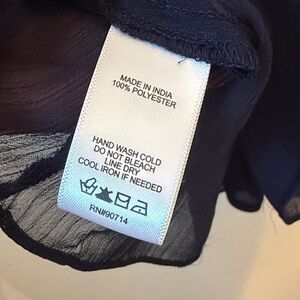 MADE IN INDIA
100% POLYESTER
HAND WASH COLD
DO NOT BLEACH
LINE DRY
COOL IRON IF NEEDED
RN#90714